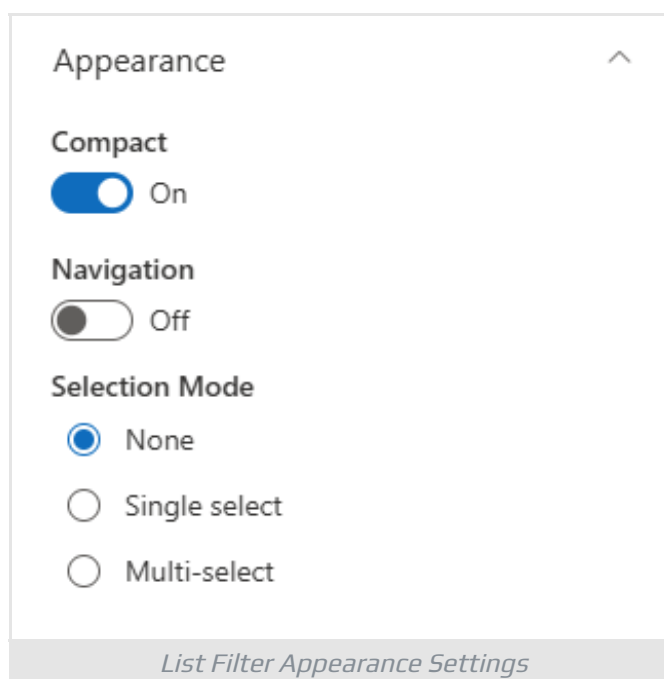 Appearance
Compact
On
Navigation
Off
Selection Mode
None
Single select
Multi-select
List Filter Appearance Settings